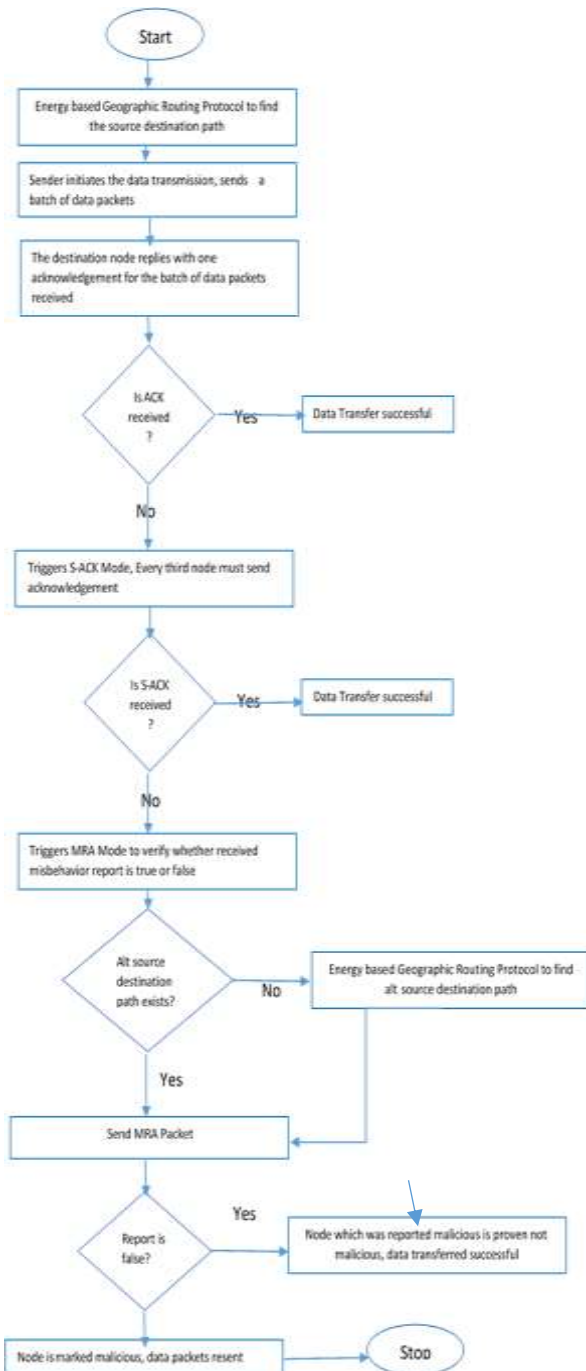 Start
Energy based Geographic Routing Protocol to find
the source destination path
Sender initiates the data transmission, sends a
batch of data packets
The destination node replies with one
acknowledgement for the batch of data packets
received
Is ACK
received
?
Yes
Data Transfer successful
No
Triggers S-ACK Mode, Every third node must send
acknowledgement
Is S-ACK
received
?
Yes
Data Transfer successful
No
Triggers MRA Mode to verify whether received
misbehavior report is true or false
Alt source
destination
path exists?
No
Energy based Geographic Routing Protocol to find
alt source destination path
Yes
Send MRA Packet
Report is
false?
Yes
Node which was reported malicious is proven not
malicious, data transferred successful
Node is marked malicious, data packets resent
Stop